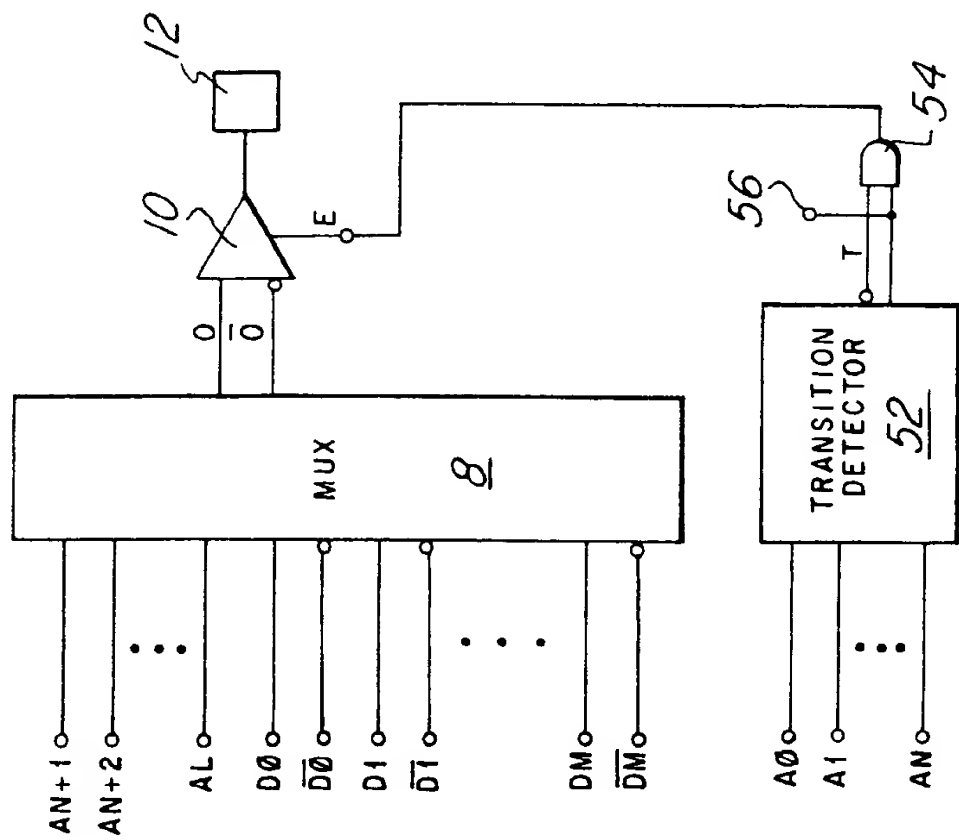 AN+1
AN+2
AL
DØ
D̅Ø̅
D1
D̅1̅
DM
D̅M̅
MUX
8
O
O̅
10
12
E
AØ
A1
AN
TRANSITION
DETECTOR
52
T
56
54